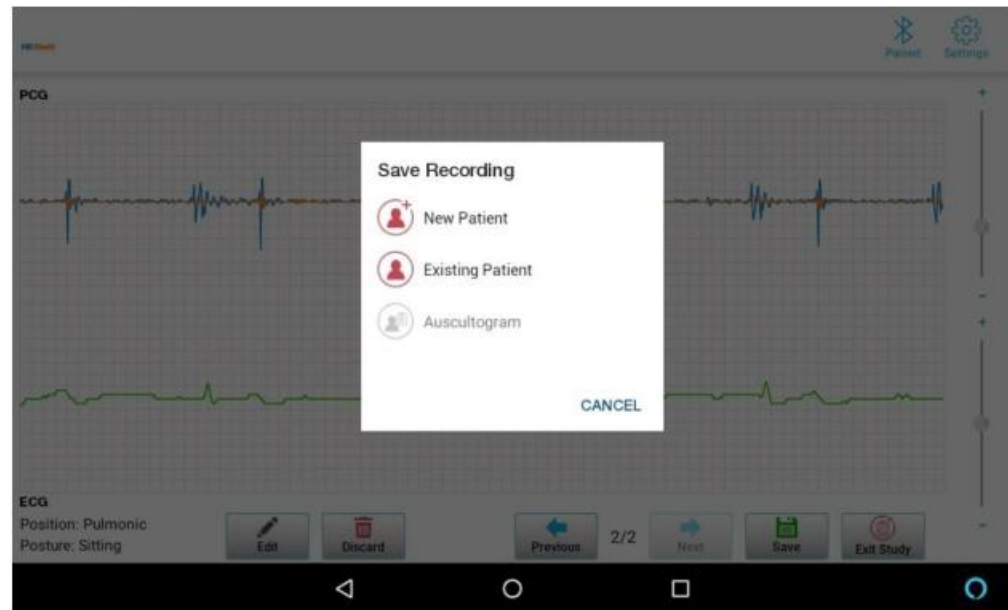 Paired
Settings
PCG
+
Save Recording
New Patient
Existing Patient
Auscultogram
CANCEL
-
+
ECG
Position: Pulmonic
Posture: Sitting
Edit
Discard
Previous
2/2
Next
Save
Exit Study
-